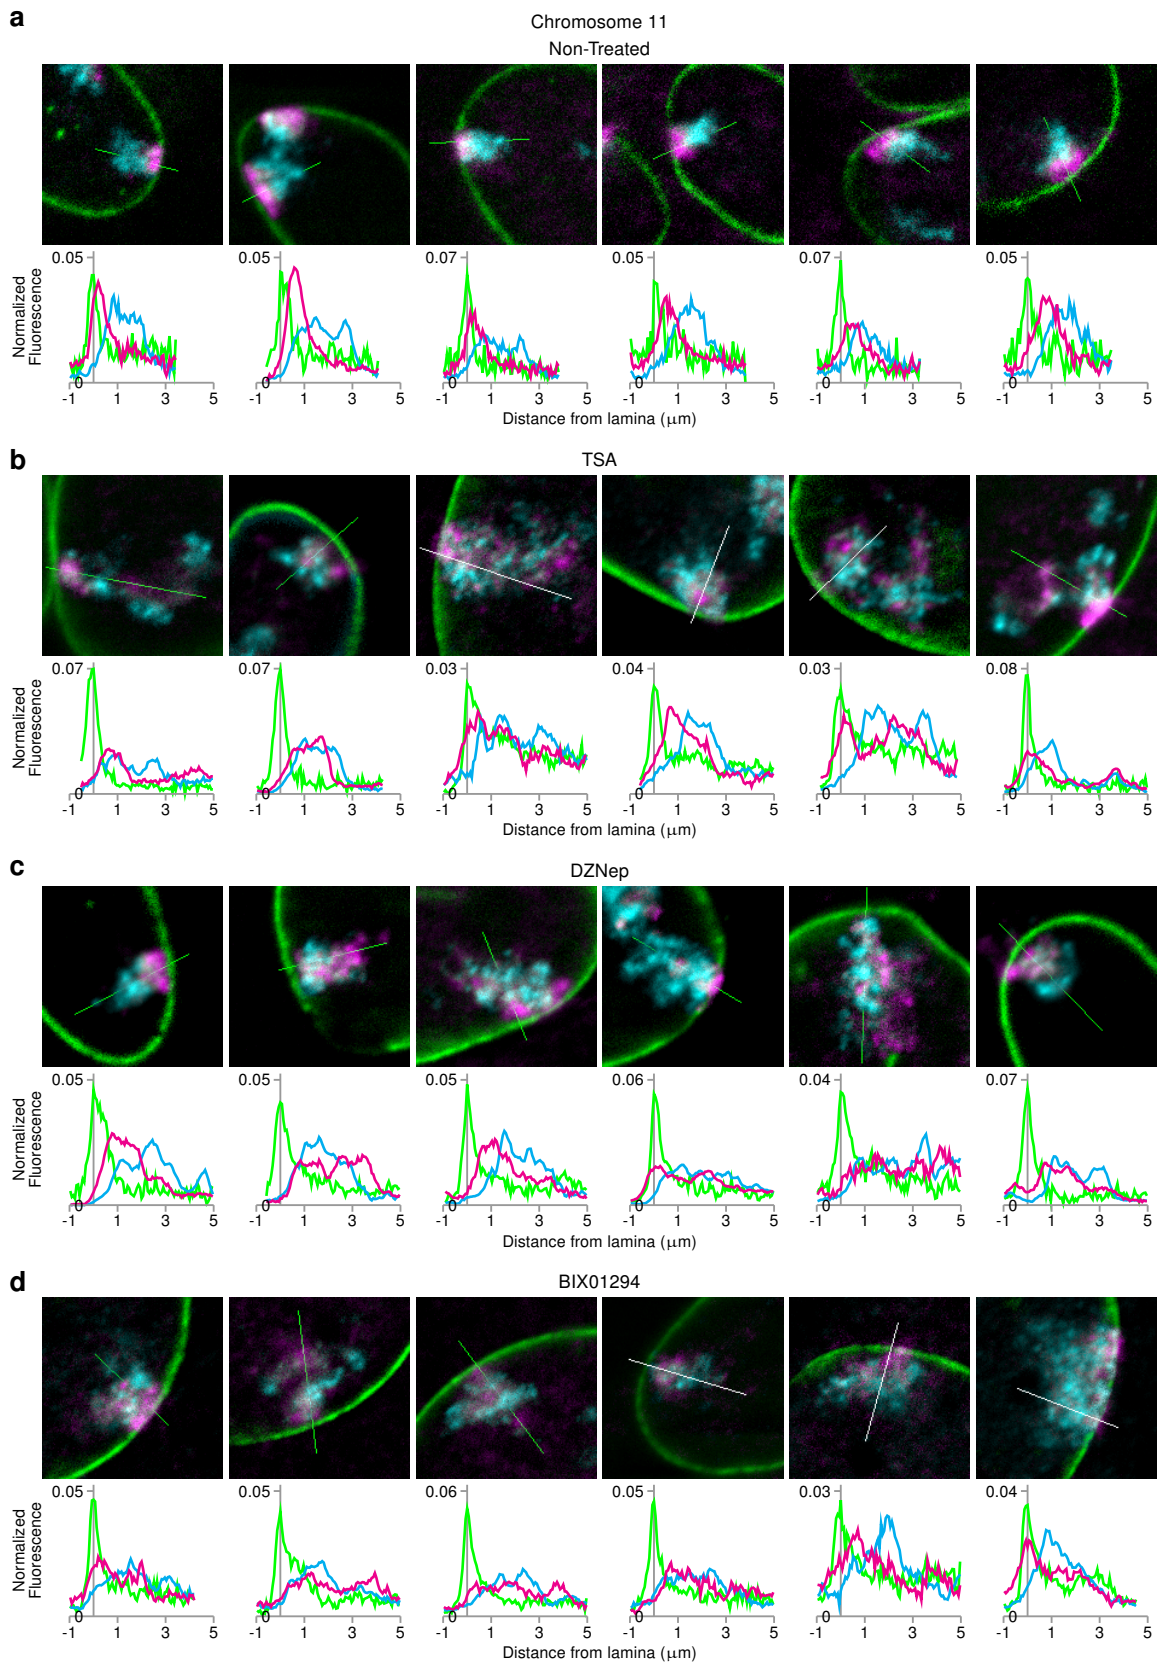 a
Chromosome 11
Non-Treated
Normalized
Fluorescence
0.05 0.05 0.07 0.05 0.07 0.05
0 0 0 0 0 0
-1 1 3 5 -1 1 3 5 -1 1 3 5 -1 1 3 5 -1 1 3 5 -1 1 3 5
Distance from lamina (μm)
b
TSA
Normalized
Fluorescence
0.07 0.07 0.03 0.04 0.03 0.08
0 0 0 0 0 0
-1 1 3 5 -1 1 3 5 -1 1 3 5 -1 1 3 5 -1 1 3 5 -1 1 3 5
Distance from lamina (μm)
c
DZNep
Normalized
Fluorescence
0.05 0.05 0.05 0.06 0.04 0.07
0 0 0 0 0 0
-1 1 3 5 -1 1 3 5 -1 1 3 5 -1 1 3 5 -1 1 3 5 -1 1 3 5
Distance from lamina (μm)
d
BIX01294
Normalized
Fluorescence
0.05 0.05 0.06 0.05 0.03 0.04
0 0 0 0 0 0
-1 1 3 5 -1 1 3 5 -1 1 3 5 -1 1 3 5 -1 1 3 5 -1 1 3 5
Distance from lamina (μm)